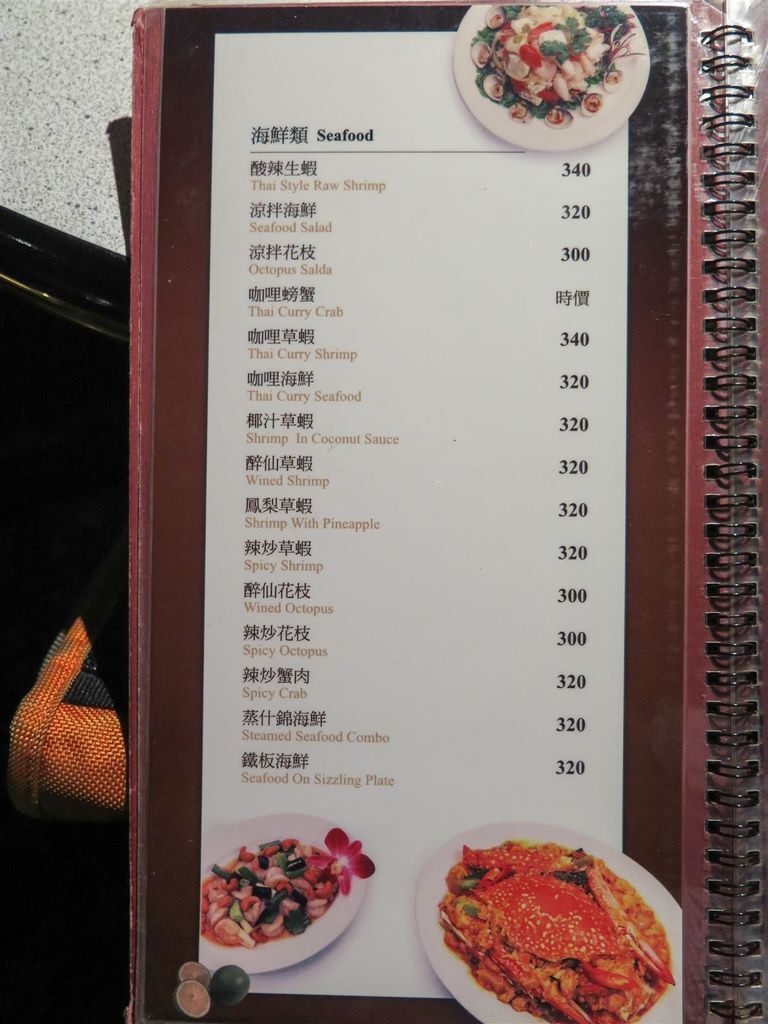 海鮮類 Seafood
酸辣生蝦 340
Thai Style Raw Shrimp
涼拌海鮮 320
Seafood Salad
涼拌花枝 300
Octopus Salda
咖哩螃蟹 時價
Thai Curry Crab
咖哩草蝦 340
Thai Curry Shrimp
咖哩海鮮 320
Thai Curry Seafood
椰汁草蝦 320
Shrimp In Coconut Sauce
醉仙草蝦 320
Wined Shrimp
鳳梨草蝦 320
Shrimp With Pineapple
辣炒草蝦 320
Spicy Shrimp
醉仙花枝 300
Wined Octopus
辣炒花枝 300
Spicy Octopus
辣炒蟹肉 320
Spicy Crab
蒸什錦海鮮 320
Steamed Seafood Combo
鐵板海鮮 320
Seafood On Sizzling Plate